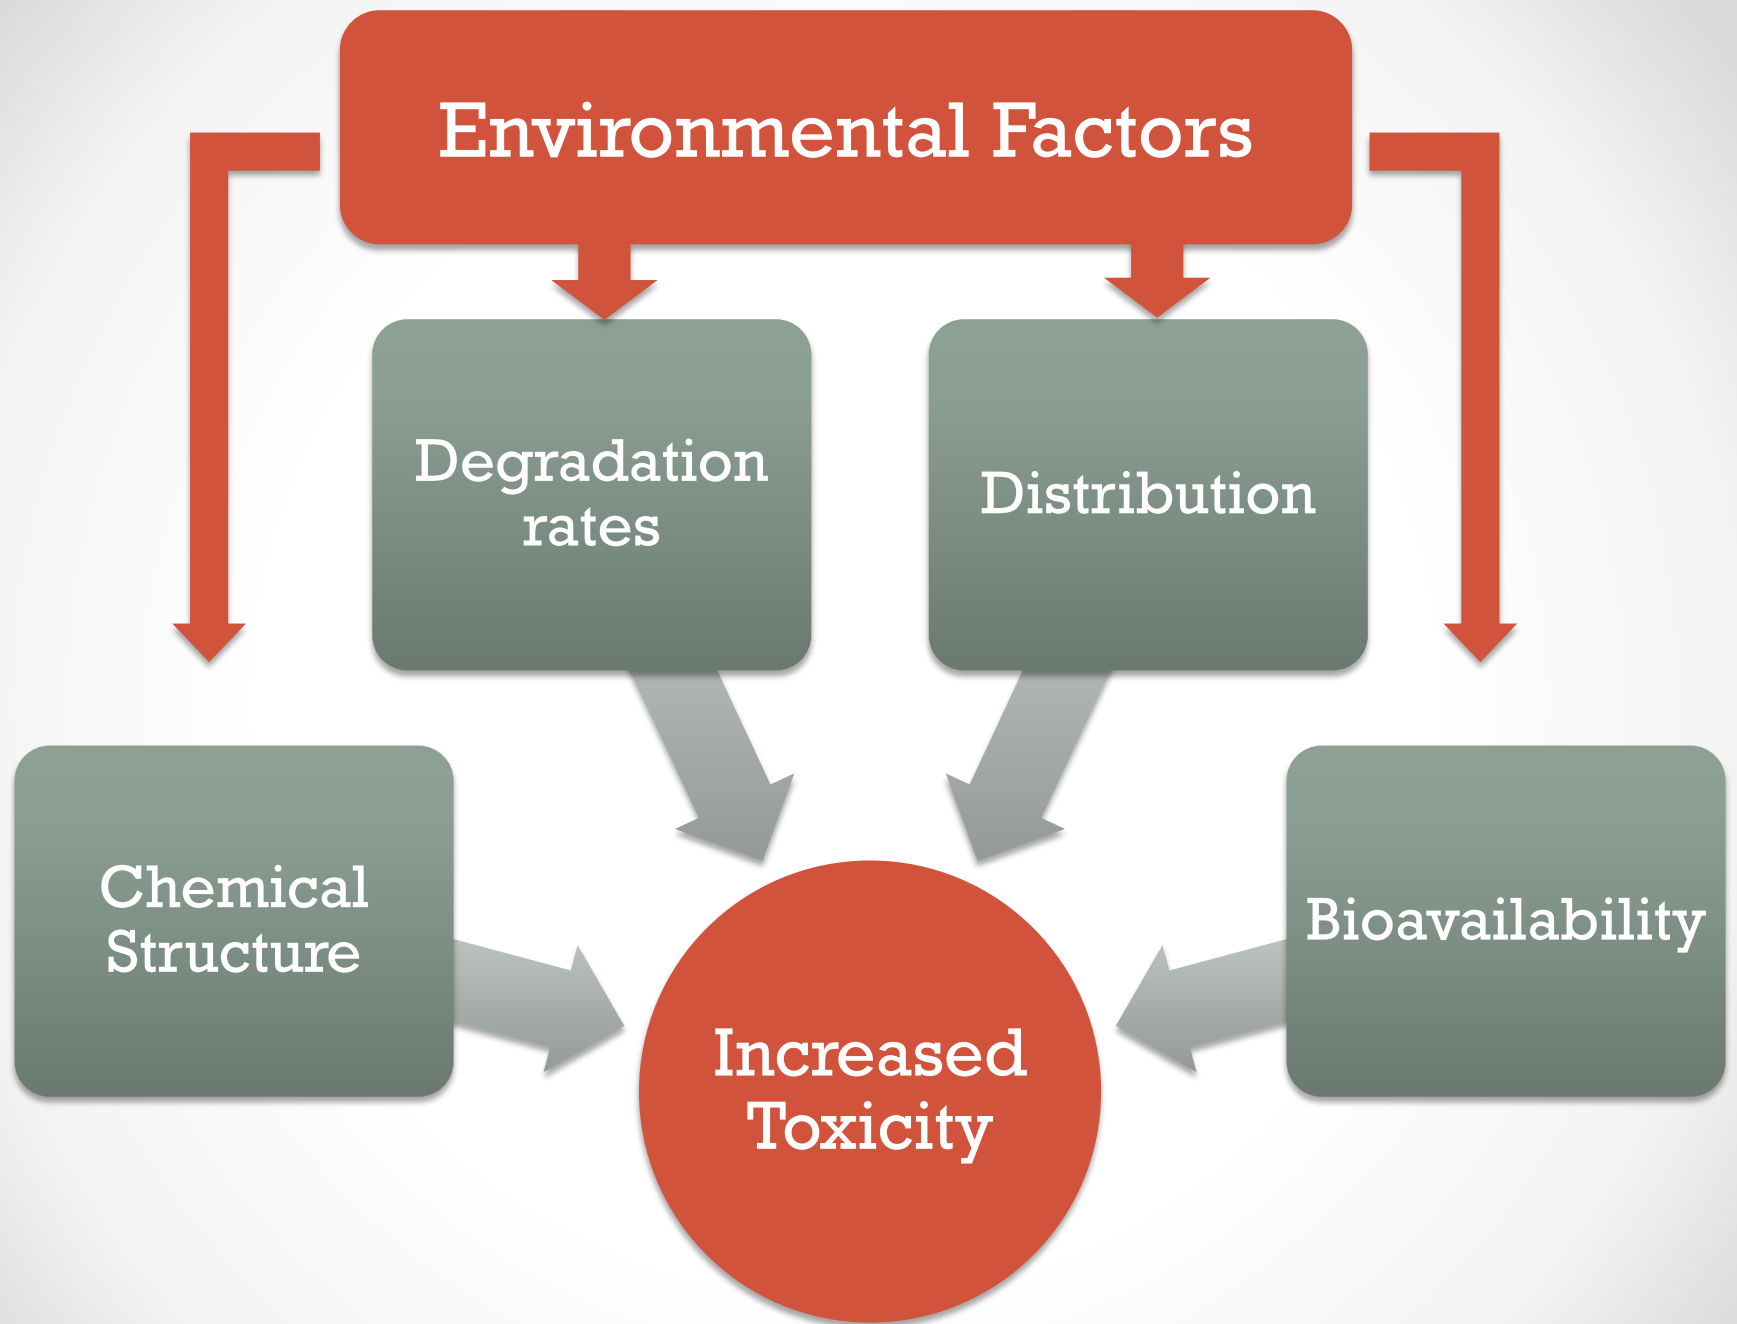 Environmental Factors
Degradation
rates
Distribution
Chemical
Structure
Bioavailability
Increased
Toxicity